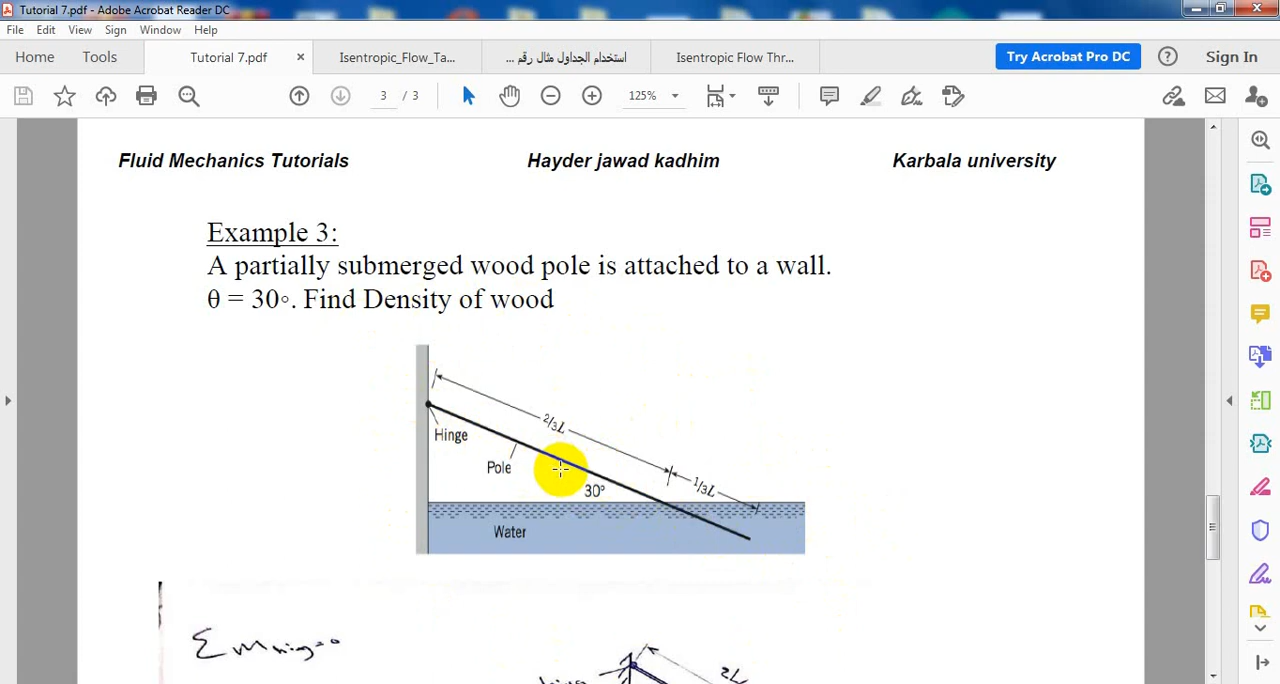 Tutorial 7.pdf - Adobe Acrobat Reader DC
File Edit View Sign Window Help
Home Tools Tutorial 7.pdf × Isentropic_Flow_Ta... استخدام الجداول مثال رقم ... Isentropic Flow Thr... Try Acrobat Pro DC Sign In
3 / 3 125%
Fluid Mechanics Tutorials Hayder jawad kadhim Karbala university
Example 3:
A partially submerged wood pole is attached to a wall.
θ = 30◦. Find Density of wood
2/3L
Hinge
Pole
30°
1/3L
Water
2L